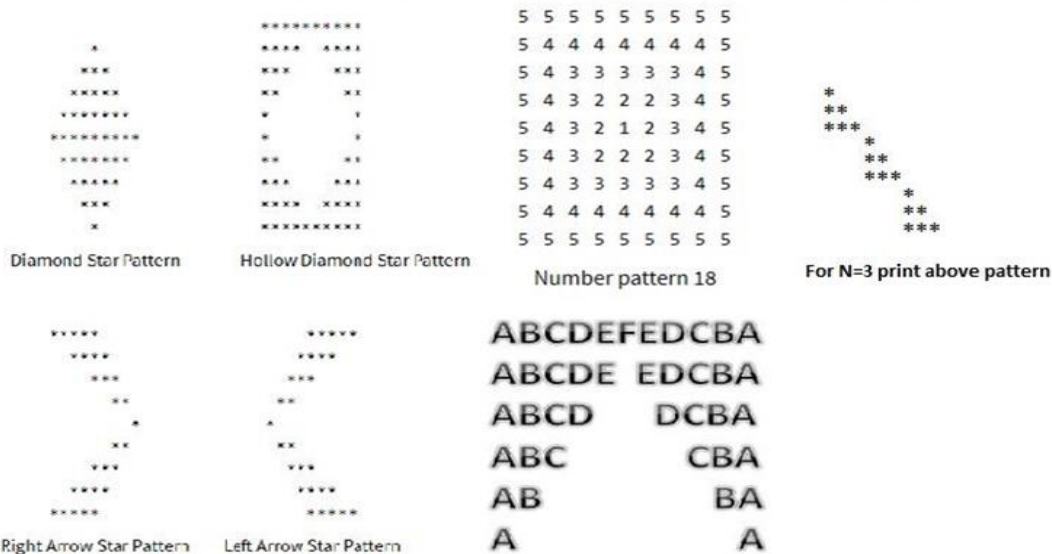 *
   ***
  *****
 *******
*********
 *******
  *****
   ***
    *
Diamond Star Pattern
**********
****  ****
***    ***
**      **
*        *
*        *
**      **
***    ***
****  ****
**********
Hollow Diamond Star Pattern
5 5 5 5 5 5 5 5 5
5 4 4 4 4 4 4 4 5
5 4 3 3 3 3 3 4 5
5 4 3 2 2 2 3 4 5
5 4 3 2 1 2 3 4 5
5 4 3 2 2 2 3 4 5
5 4 3 3 3 3 3 4 5
5 4 4 4 4 4 4 4 5
5 5 5 5 5 5 5 5 5
Number pattern 18
*
**
***
   *
   **
   ***
      *
      **
      ***
For N=3 print above pattern
*****
  ****
    ***
      **
        *
      **
    ***
  ****
*****
Right Arrow Star Pattern
    *****
   ****
  ***
 **
*
 **
  ***
   ****
    *****
Left Arrow Star Pattern
ABCDEFEDCBA
ABCDE EDCBA
ABCD   DCBA
ABC     CBA
AB       BA
A         A